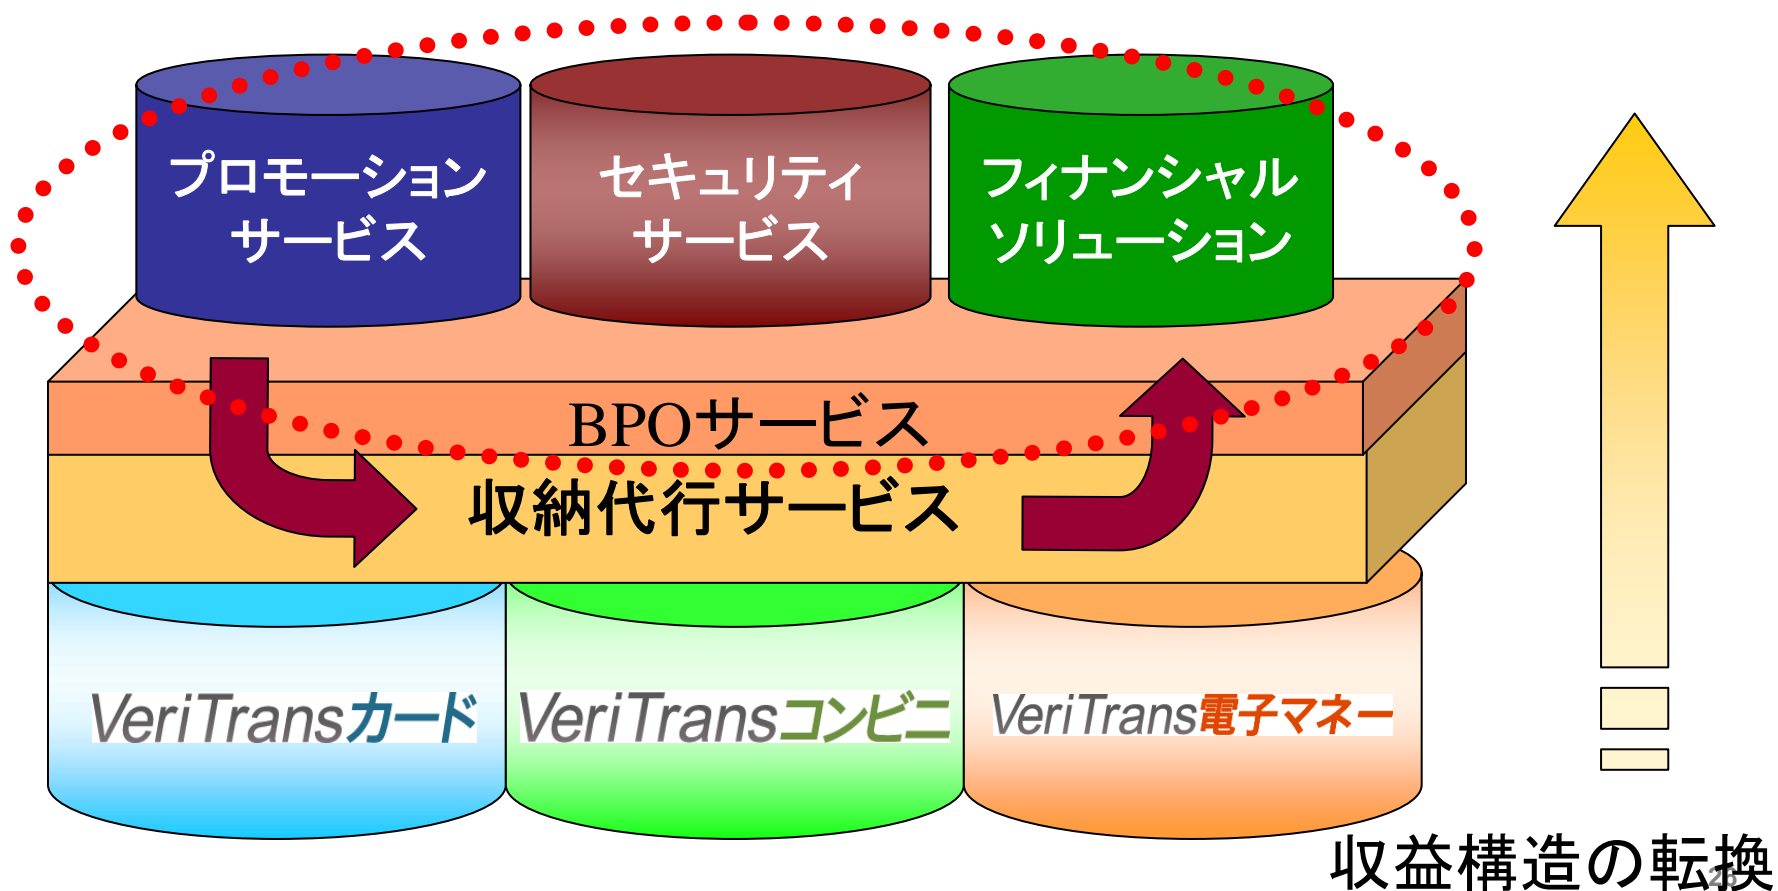 プロモーション
サービス
セキュリティ
サービス
フィナンシャル
ソリューション
BPOサービス
収納代行サービス
VeriTransカード
VeriTransコンビニ
VeriTrans電子マネー
収益構造の転換